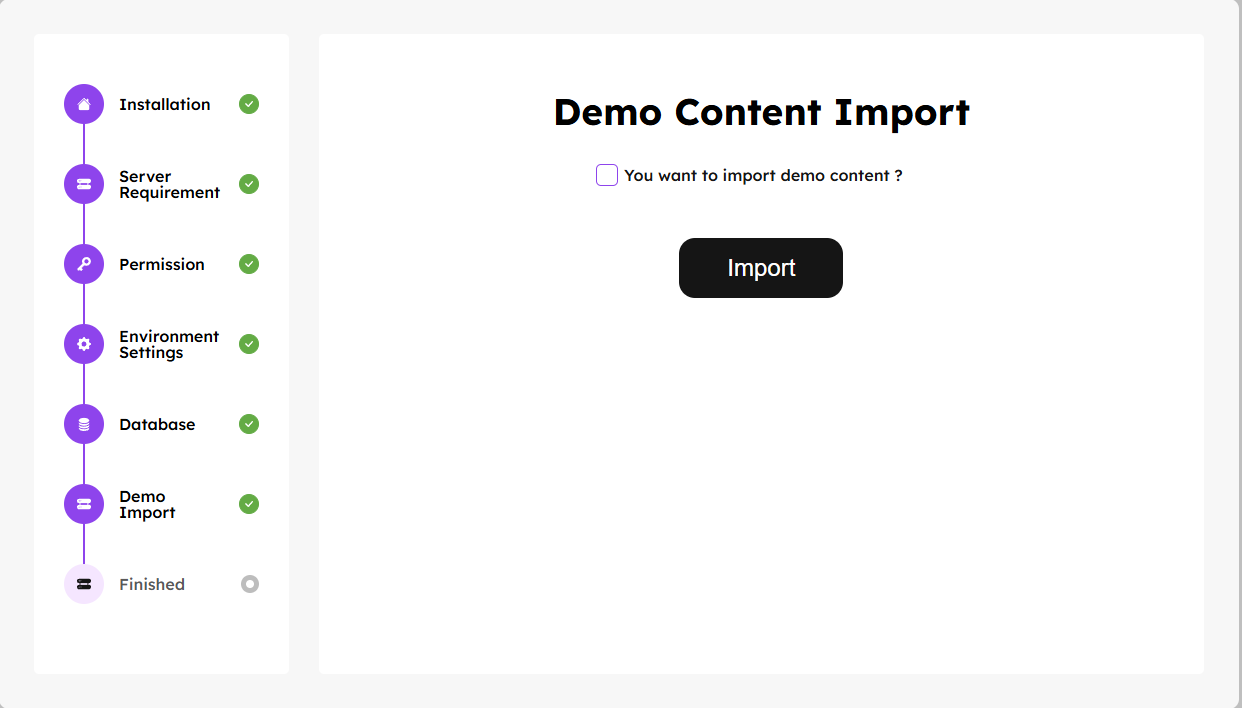 Installation
Server
Requirement
Permission
Environment
Settings
Database
Demo
Import
Finished
Demo Content Import
You want to import demo content ?
Import